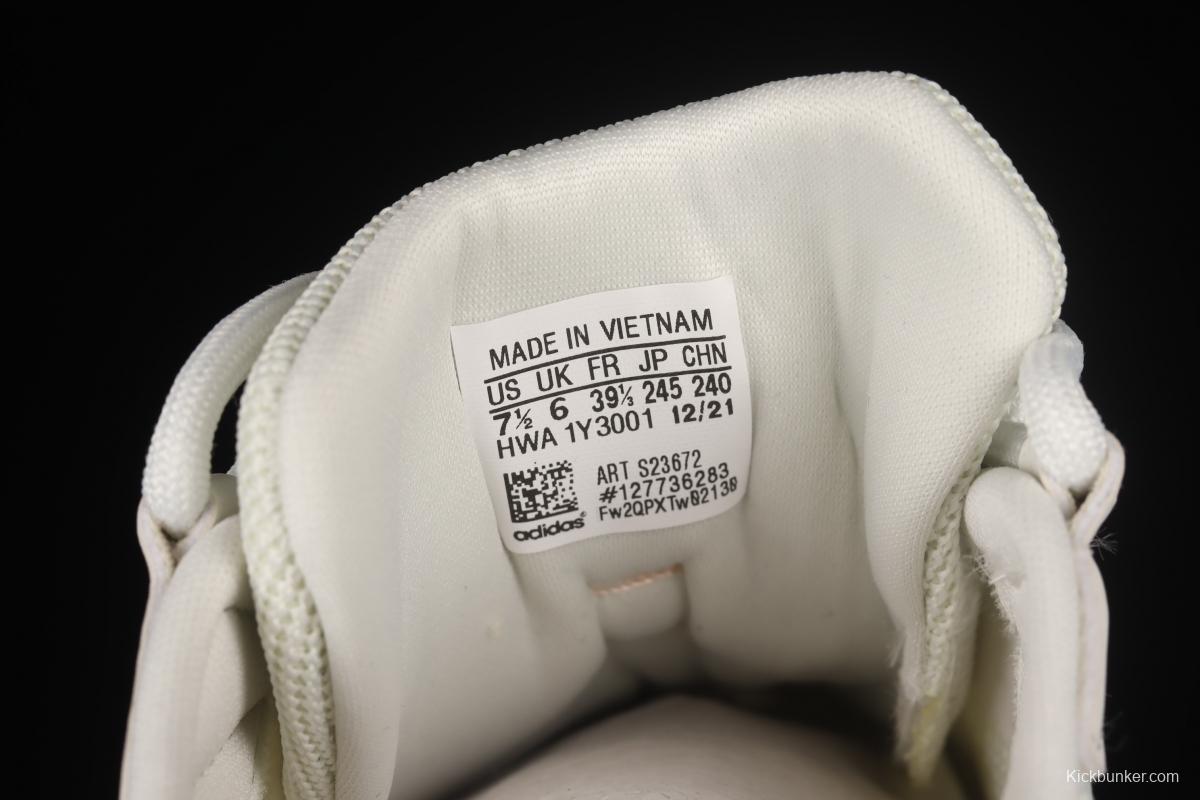 MADE IN VIETNAM
US UK FR JP CHN
7½ 6 39⅓ 245 240
HWA 1Y3001 12/21
ART S23672
#127736283
Fw2QPXTw02130
adidas
Kickbunker.com